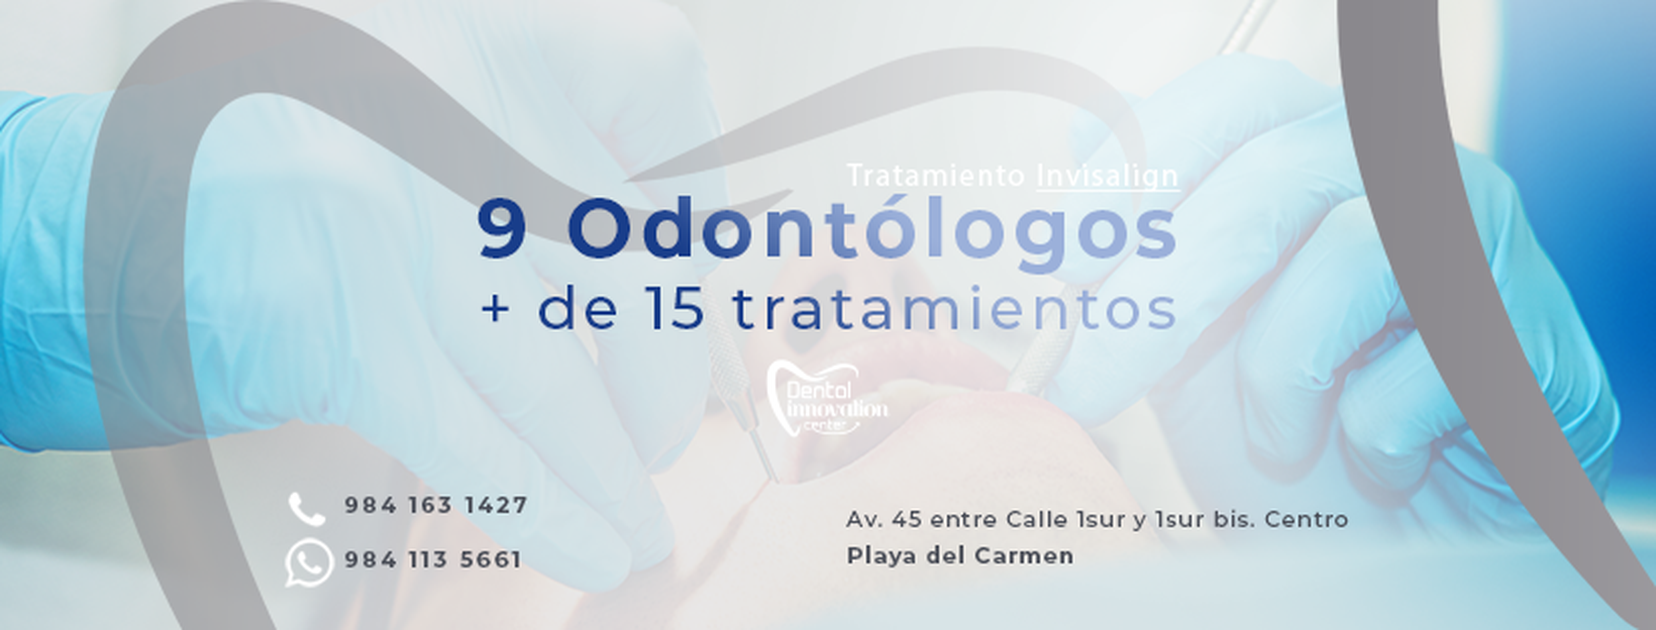 Tratamiento Invisalign
9 Odontólogos
+ de 15 tratamientos
Dental
innovation
center
984 163 1427
984 113 5661
Av. 45 entre Calle 1sur y 1sur bis. Centro
Playa del Carmen